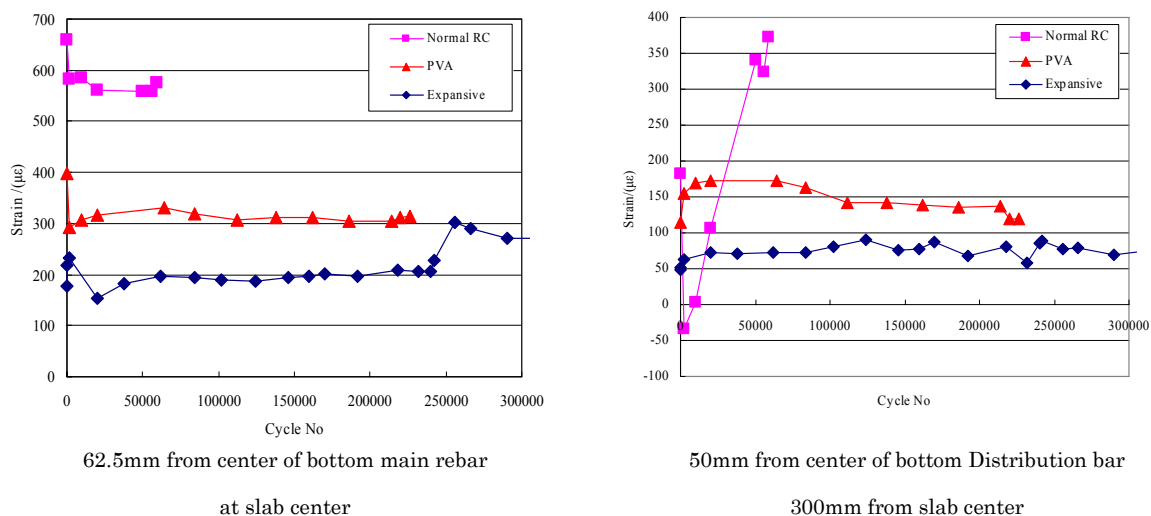 700
600
500
400
300
200
100
0
Strain /(με)
0 50000 100000 150000 200000 250000 300000
Cycle No
Normal RC
PVA
Expansive
62.5mm from center of bottom main rebar
at slab center
400
350
300
250
200
150
100
50
0
-50
-100
Strain/(με)
0 50000 100000 150000 200000 250000 300000
Cycle No
Normal RC
PVA
Expansive
50mm from center of bottom Distribution bar
300mm from slab center